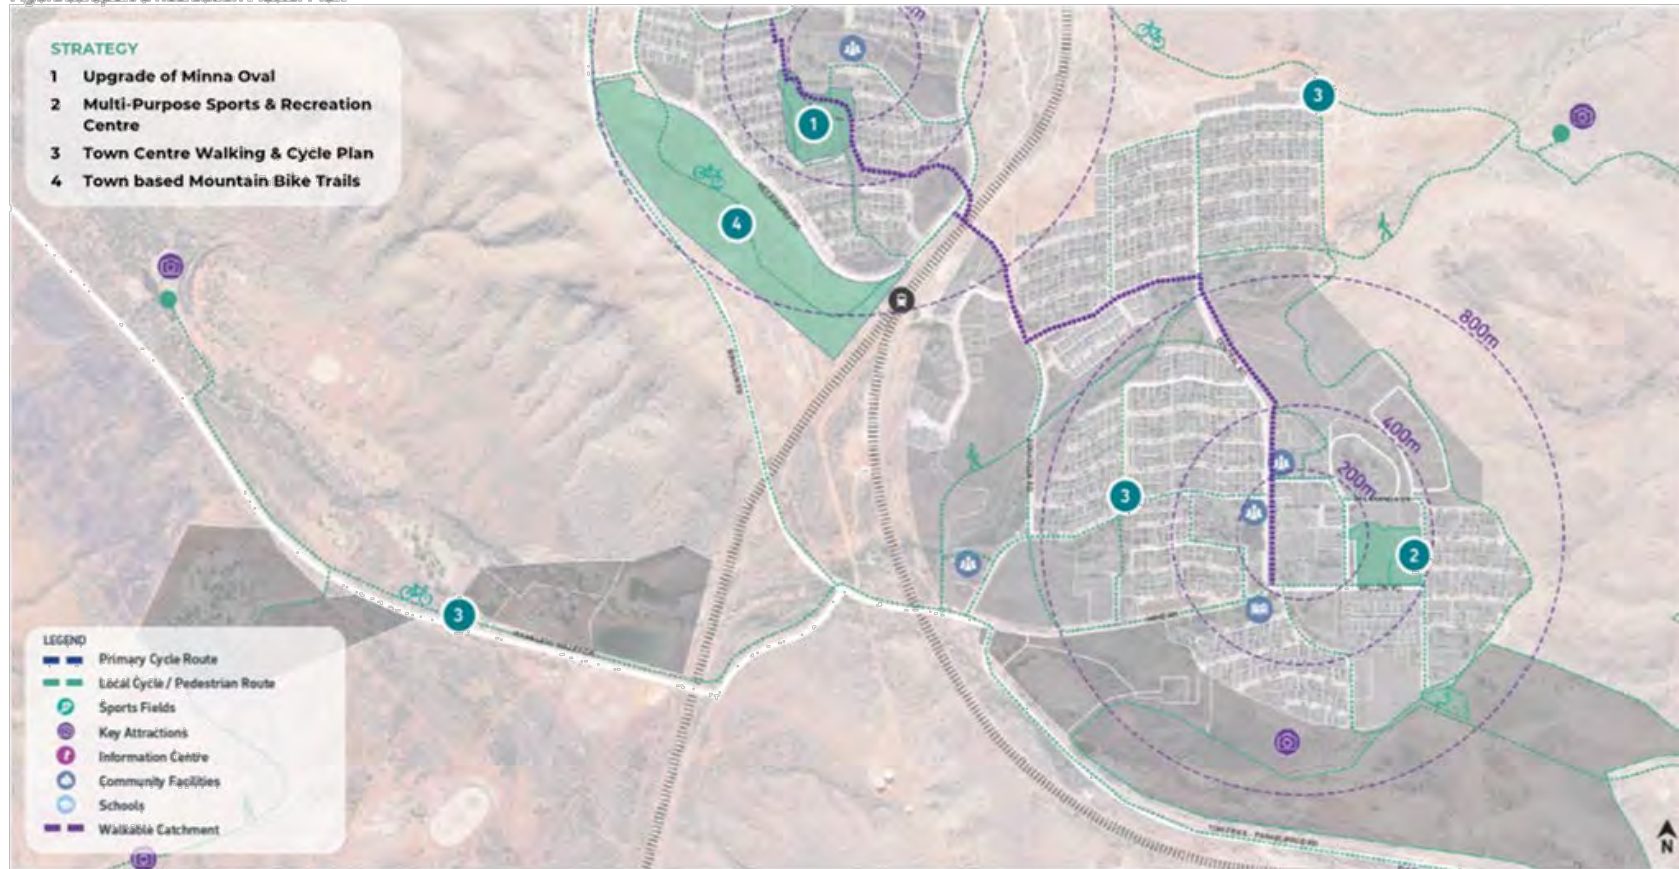 STRATEGY
1 Upgrade of Minna Oval
2 Multi-Purpose Sports & Recreation
Centre
3 Town Centre Walking & Cycle Plan
4 Town based Mountain Bike Trails
1
3
4
800m
400m
200m
3
2
3
LEGEND
Primary Cycle Route
Local Cycle / Pedestrian Route
Sports Fields
Key Attractions
Information Centre
Community Facilities
Schools
Walkable Catchment
N